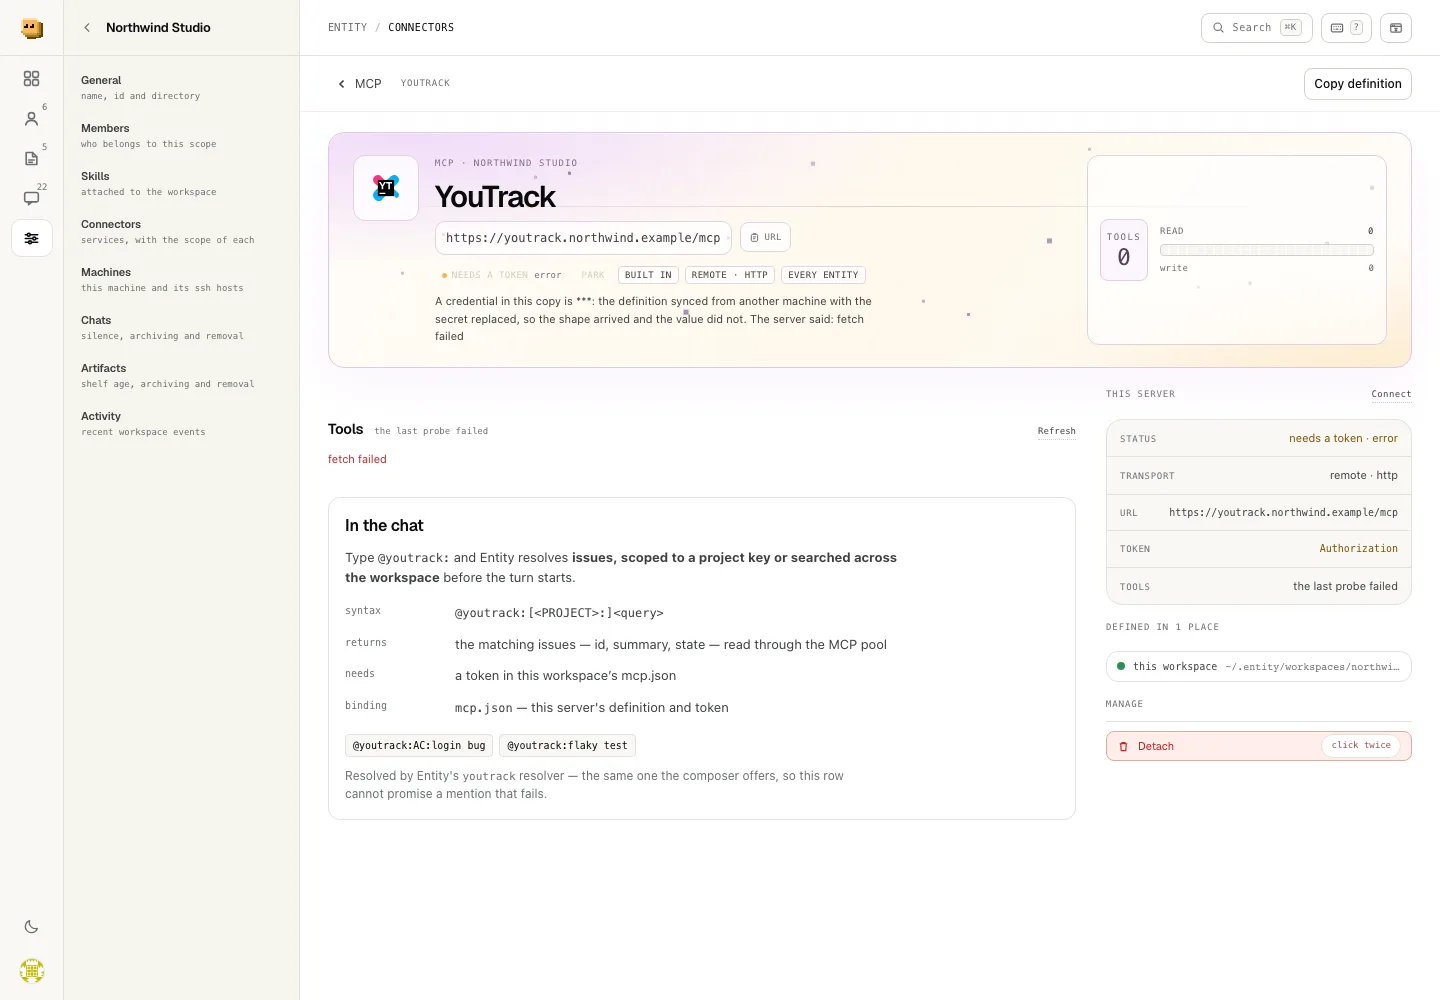 Northwind Studio
ENTITY / CONNECTORS
Search ⌘K
?
6
5
22
General
name, id and directory
Members
who belongs to this scope
Skills
attached to the workspace
Connectors
services, with the scope of each
Machines
this machine and its ssh hosts
Chats
silence, archiving and removal
Artifacts
shelf age, archiving and removal
Activity
recent workspace events
MCP YOUTRACK
Copy definition
YT
MCP · NORTHWIND STUDIO
YouTrack
https://youtrack.northwind.example/mcp URL
NEEDS A TOKEN error PARK BUILT IN REMOTE · HTTP EVERY ENTITY
A credential in this copy is ***: the definition synced from another machine with the
secret replaced, so the shape arrived and the value did not. The server said: fetch
failed
TOOLS
0
READ 0
write 0
Tools the last probe failed
Refresh
fetch failed
In the chat
Type @youtrack: and Entity resolves issues, scoped to a project key or searched across
the workspace before the turn starts.
syntax @youtrack:[<PROJECT>:]<query>
returns the matching issues — id, summary, state — read through the MCP pool
needs a token in this workspace's mcp.json
binding mcp.json — this server's definition and token
@youtrack:AC:login bug @youtrack:flaky test
Resolved by Entity's youtrack resolver — the same one the composer offers, so this row
cannot promise a mention that fails.
THIS SERVER Connect
STATUS needs a token · error
TRANSPORT remote · http
URL https://youtrack.northwind.example/mcp
TOKEN Authorization
TOOLS the last probe failed
DEFINED IN 1 PLACE
this workspace ~/.entity/workspaces/northwi…
MANAGE
Detach click twice